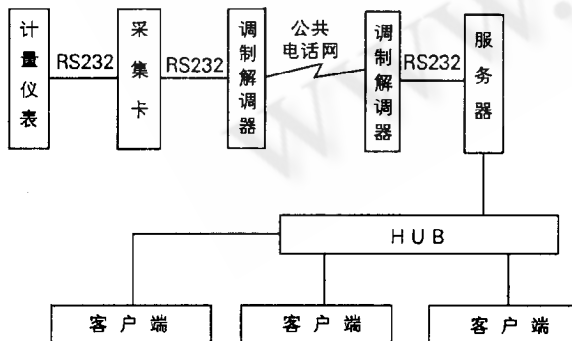 计量仪表
RS232
采集卡
RS232
调制解调器
公共
电话网
调制解调器
RS232
服务器
HUB
客户端
客户端
客户端
www.